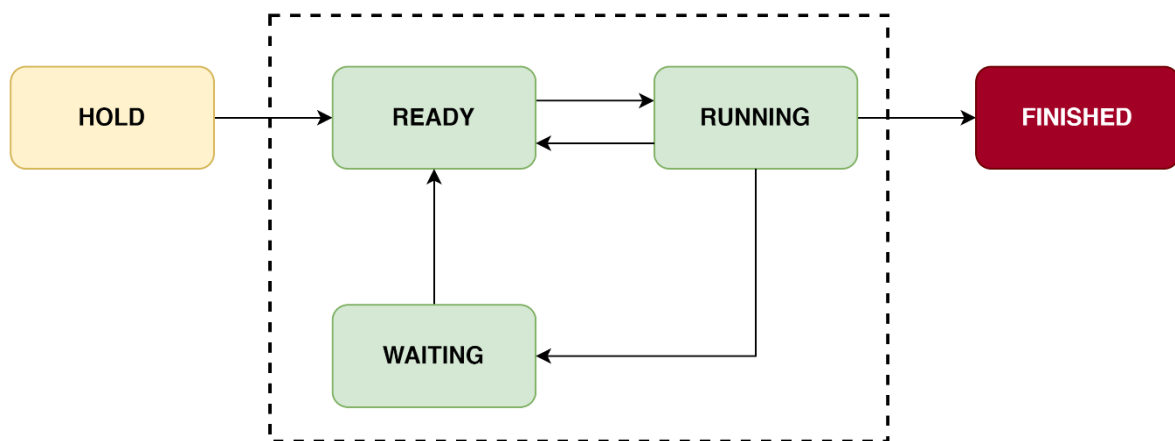 HOLD
READY
RUNNING
FINISHED
WAITING